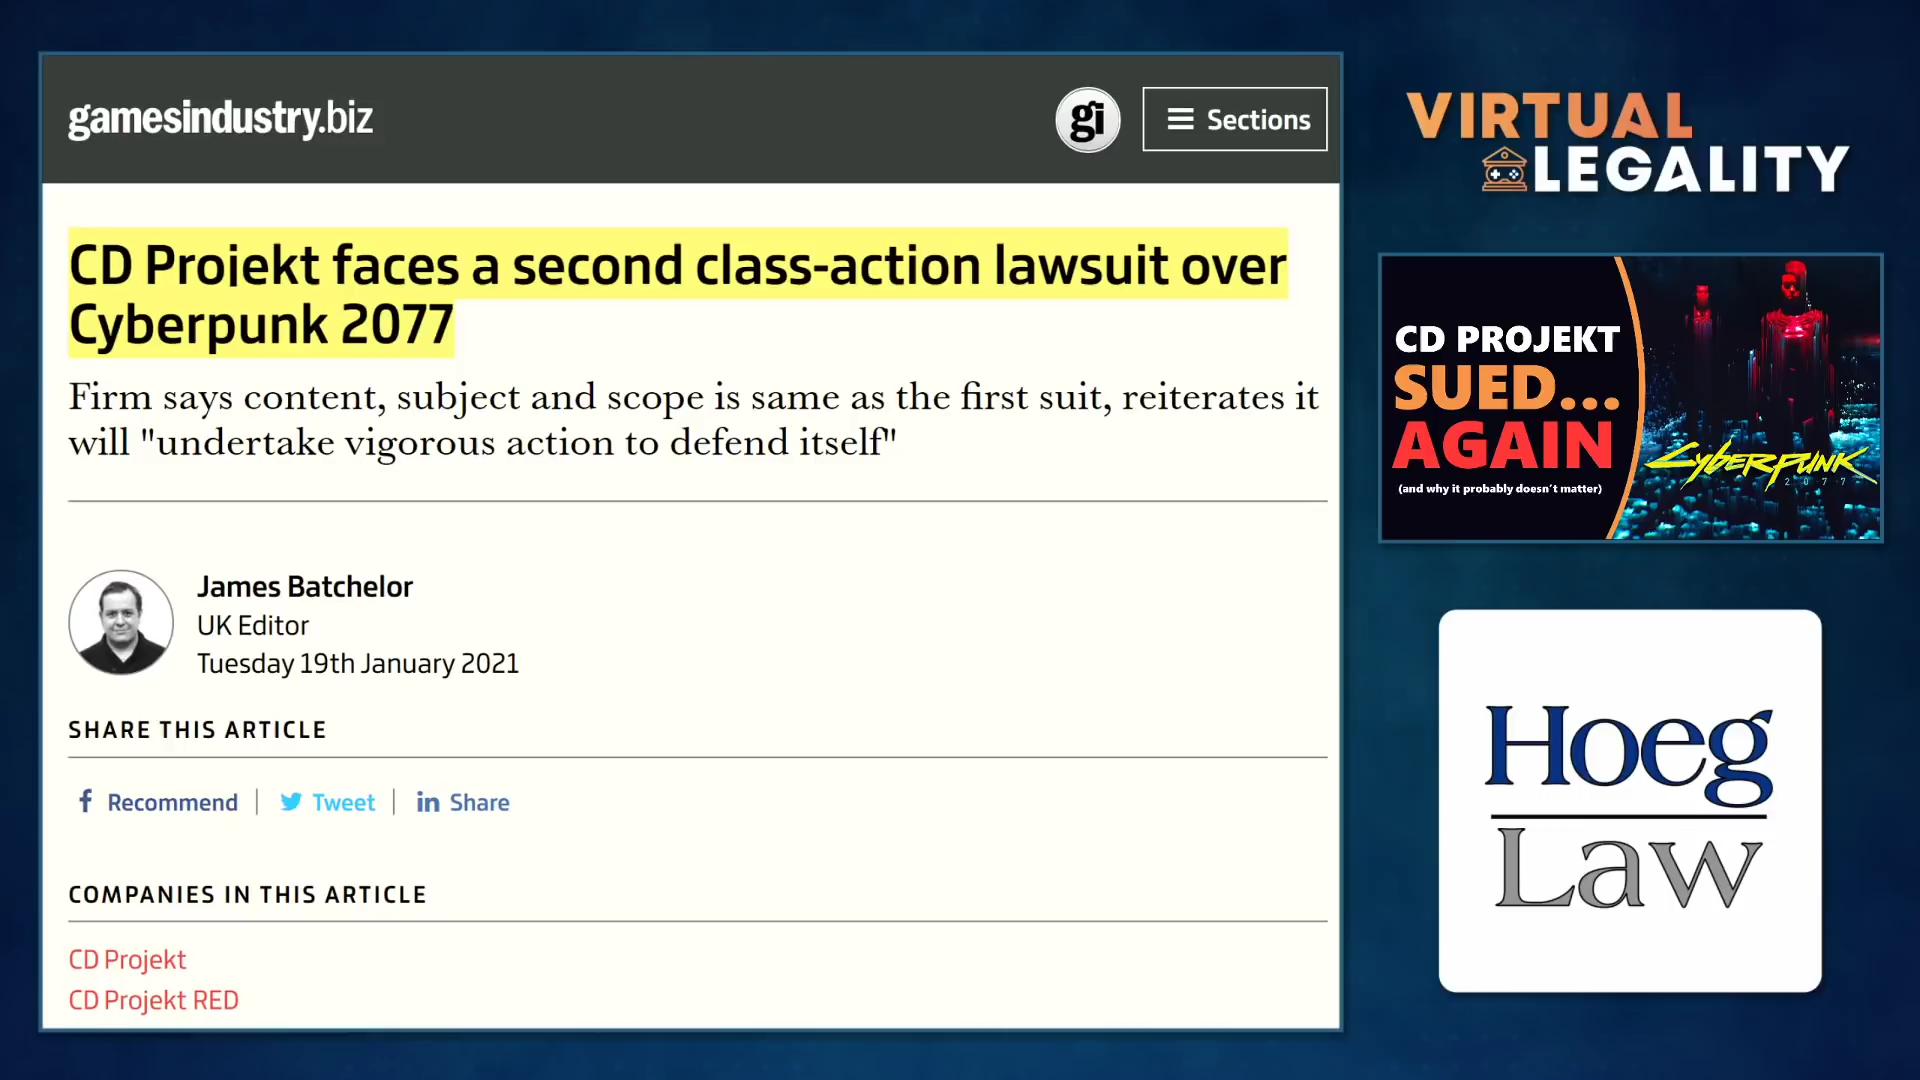 gamesindustry.biz
gi
Sections
CD Projekt faces a second class-action lawsuit over
Cyberpunk 2077
Firm says content, subject and scope is same as the first suit, reiterates it
will "undertake vigorous action to defend itself"
James Batchelor
UK Editor
Tuesday 19th January 2021
SHARE THIS ARTICLE
Recommend
Tweet
Share
COMPANIES IN THIS ARTICLE
CD Projekt
CD Projekt RED
VIRTUAL
LEGALITY
CD PROJEKT
SUED...
AGAIN
(and why it probably doesn't matter)
CYBERPUNK
2077
Hoeg
Law